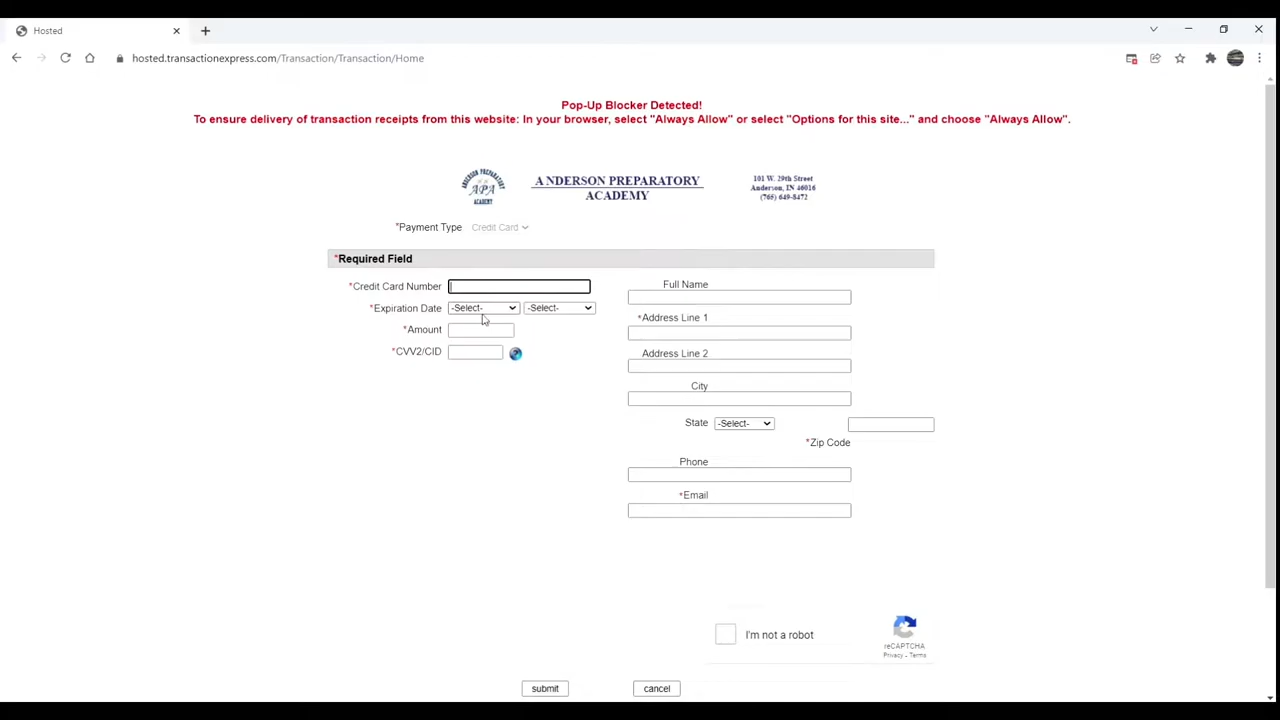 Hosted
hosted.transactionexpress.com/Transaction/Transaction/Home
Pop-Up Blocker Detected!
To ensure delivery of transaction receipts from this website: In your browser, select "Always Allow" or select "Options for this site..." and choose "Always Allow".
APA
ANDERSON PREPARATORY
ACADEMY
101 W. 29th Street
Anderson, IN 46016
(765) 649-8472
*Payment Type Credit Card
*Required Field
*Credit Card Number
*Expiration Date -Select- -Select-
*Amount
*CVV2/CID
Full Name
*Address Line 1
Address Line 2
City
State -Select-
*Zip Code
Phone
*Email
I'm not a robot
reCAPTCHA
Privacy - Terms
submit cancel